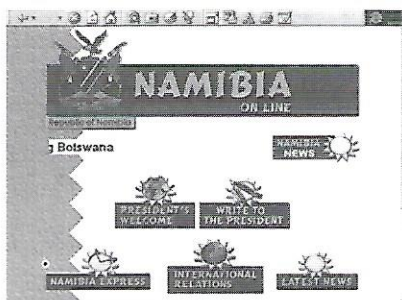 NAMIBIA
ON LINE
Republic of Namibia
g Botswana
NAMIBIA
NEWS
PRESIDENT'S
WELCOME
WRITE TO
THE PRESIDENT
NAMIBIA EXPRESS
INTERNATIONAL
RELATIONS
LATEST NEWS